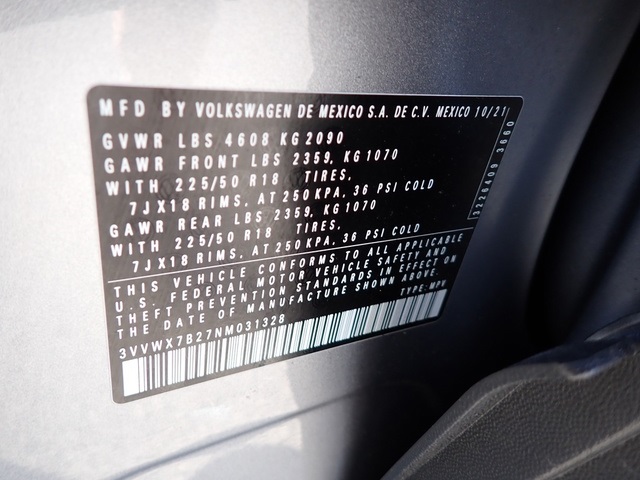 MFD BY VOLKSWAGEN DE MEXICO S.A. DE C.V. MEXICO 10/21
GVWR LBS 4608 KG 2090
GAWR FRONT LBS 2359, KG 1070
WITH 225/50 R18 TIRES,
7JX18 RIMS, AT 250 KPA, 36 PSI COLD
GAWR REAR LBS 2359, KG 1070
WITH 225/50 R18 TIRES,
7JX18 RIMS, AT 250 KPA, 36 PSI COLD
THIS VEHICLE CONFORMS TO ALL APPLICABLE
U.S. FEDERAL MOTOR VEHICLE SAFETY AND
THEFT PREVENTION STANDARDS IN EFFECT ON
THE DATE OF MANUFACTURE SHOWN ABOVE.
3VVWX7B27NM031328
TYPE: MPV
3660